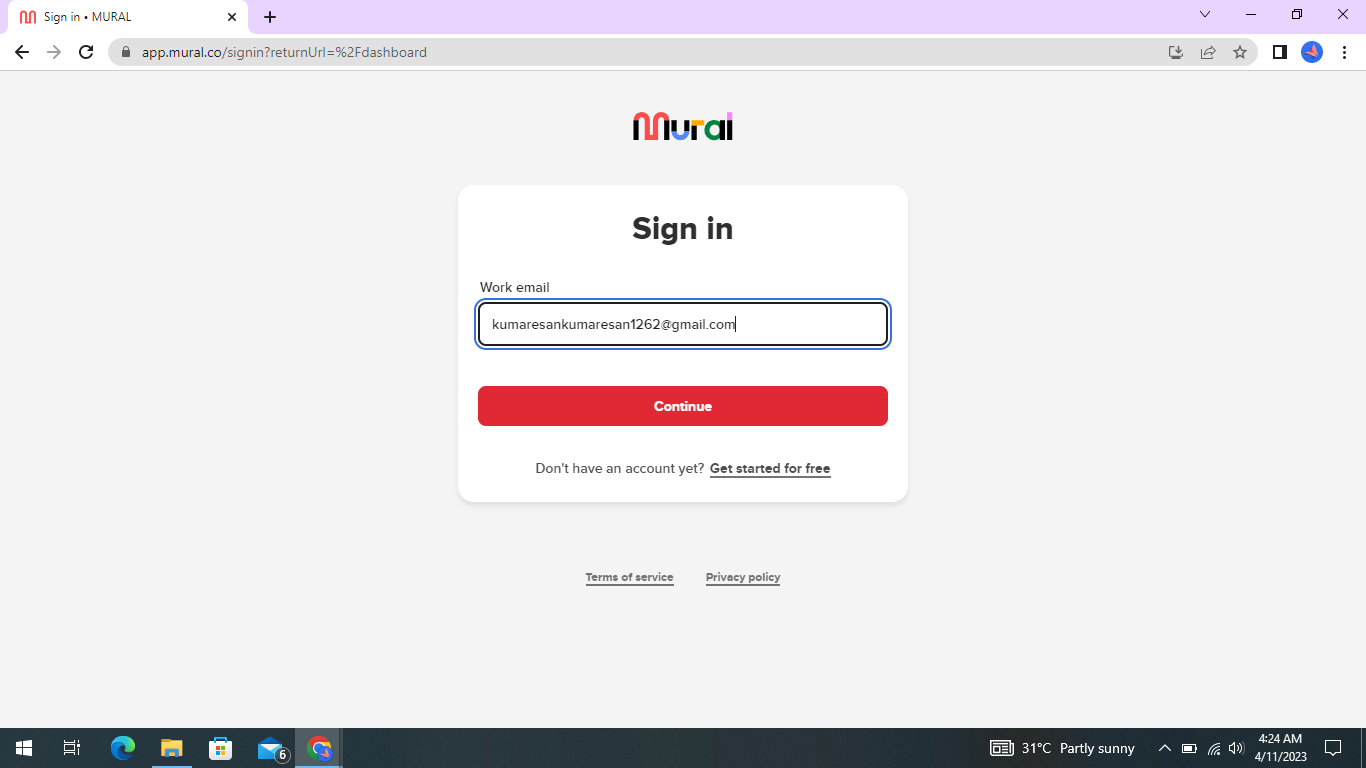 Sign in • MURAL
app.mural.co/signin?returnUrl=%2Fdashboard
mural
Sign in
Work email
kumaresankumaresan1262@gmail.com
Continue
Don't have an account yet? Get started for free
Terms of service Privacy policy
6
31°C Partly sunny
4:24 AM
4/11/2023